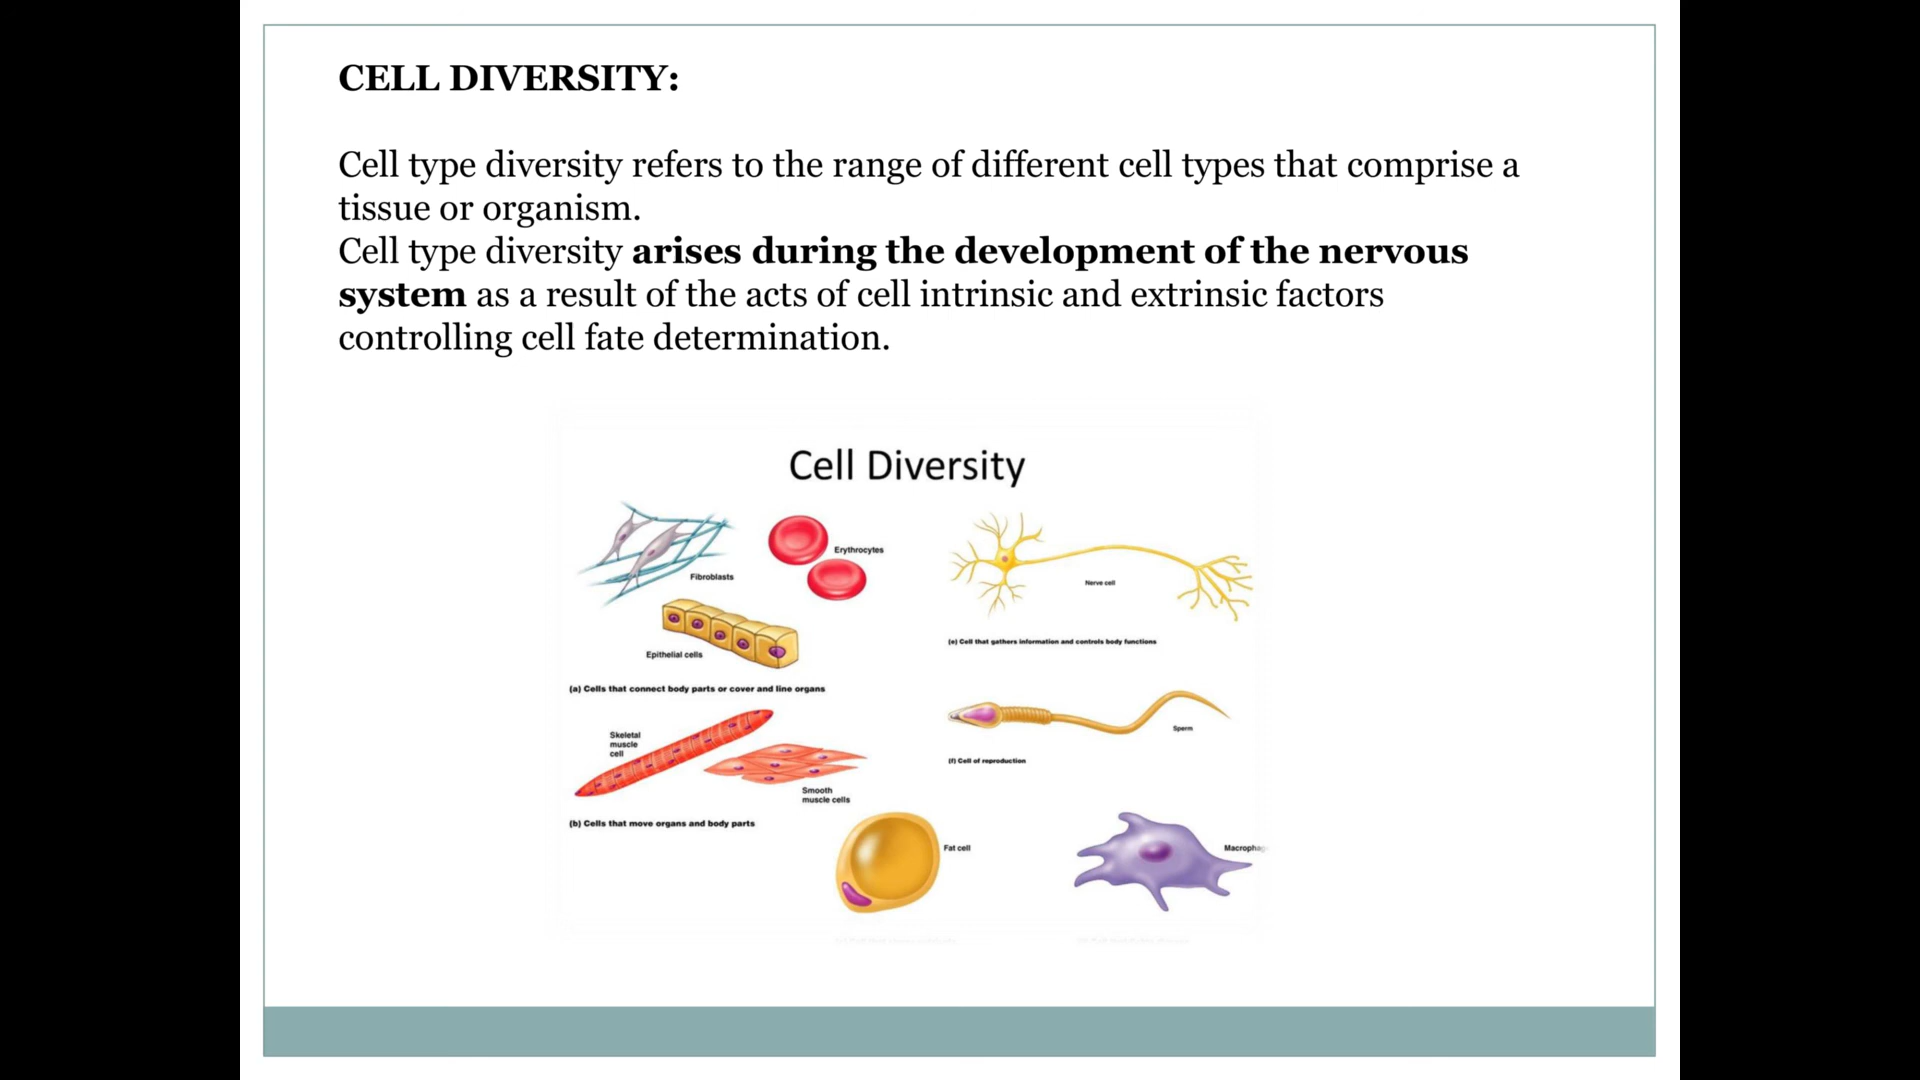 CELL DIVERSITY:
Cell type diversity refers to the range of different cell types that comprise a
tissue or organism.
Cell type diversity arises during the development of the nervous
system as a result of the acts of cell intrinsic and extrinsic factors
controlling cell fate determination.
Cell Diversity
Fibroblasts
Erythrocytes
Epithelial cells
(a) Cells that connect body parts or cover and line organs
Skeletal
muscle
cell
Smooth
muscle cells
(b) Cells that move organs and body parts
Nerve cell
(e) Cell that gathers information and controls body functions
Sperm
(f) Cell of reproduction
Fat cell
Macrophag